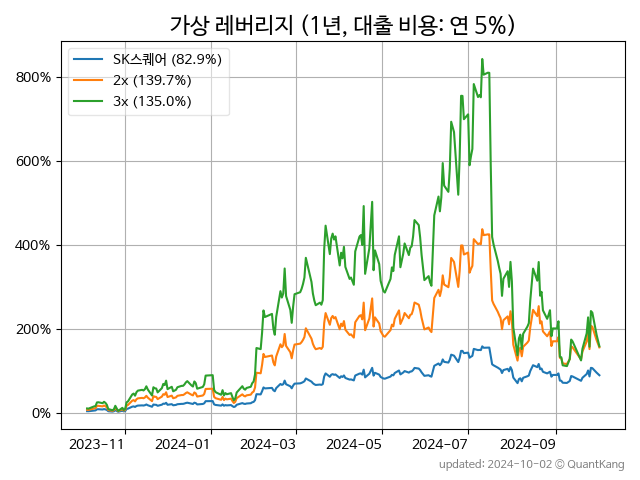 가상 레버리지 (1년, 대출 비용: 연 5%)
SK스퀘어 (82.9%)
2x (139.7%)
3x (135.0%)
800%
600%
400%
200%
0%
2023-11 2024-01 2024-03 2024-05 2024-07 2024-09
updated: 2024-10-02 © QuantKang